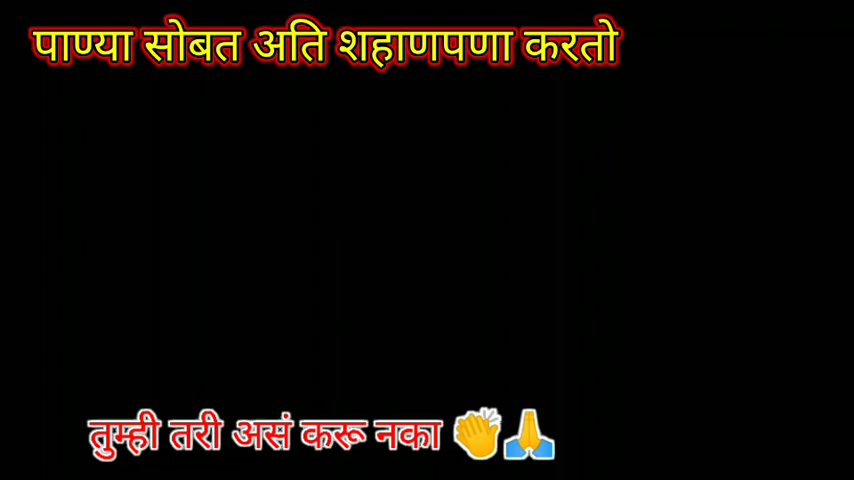 पाण्या सोबत अति शहाणपणा करतो
तुम्ही तरी असं करू नका 👏🙏